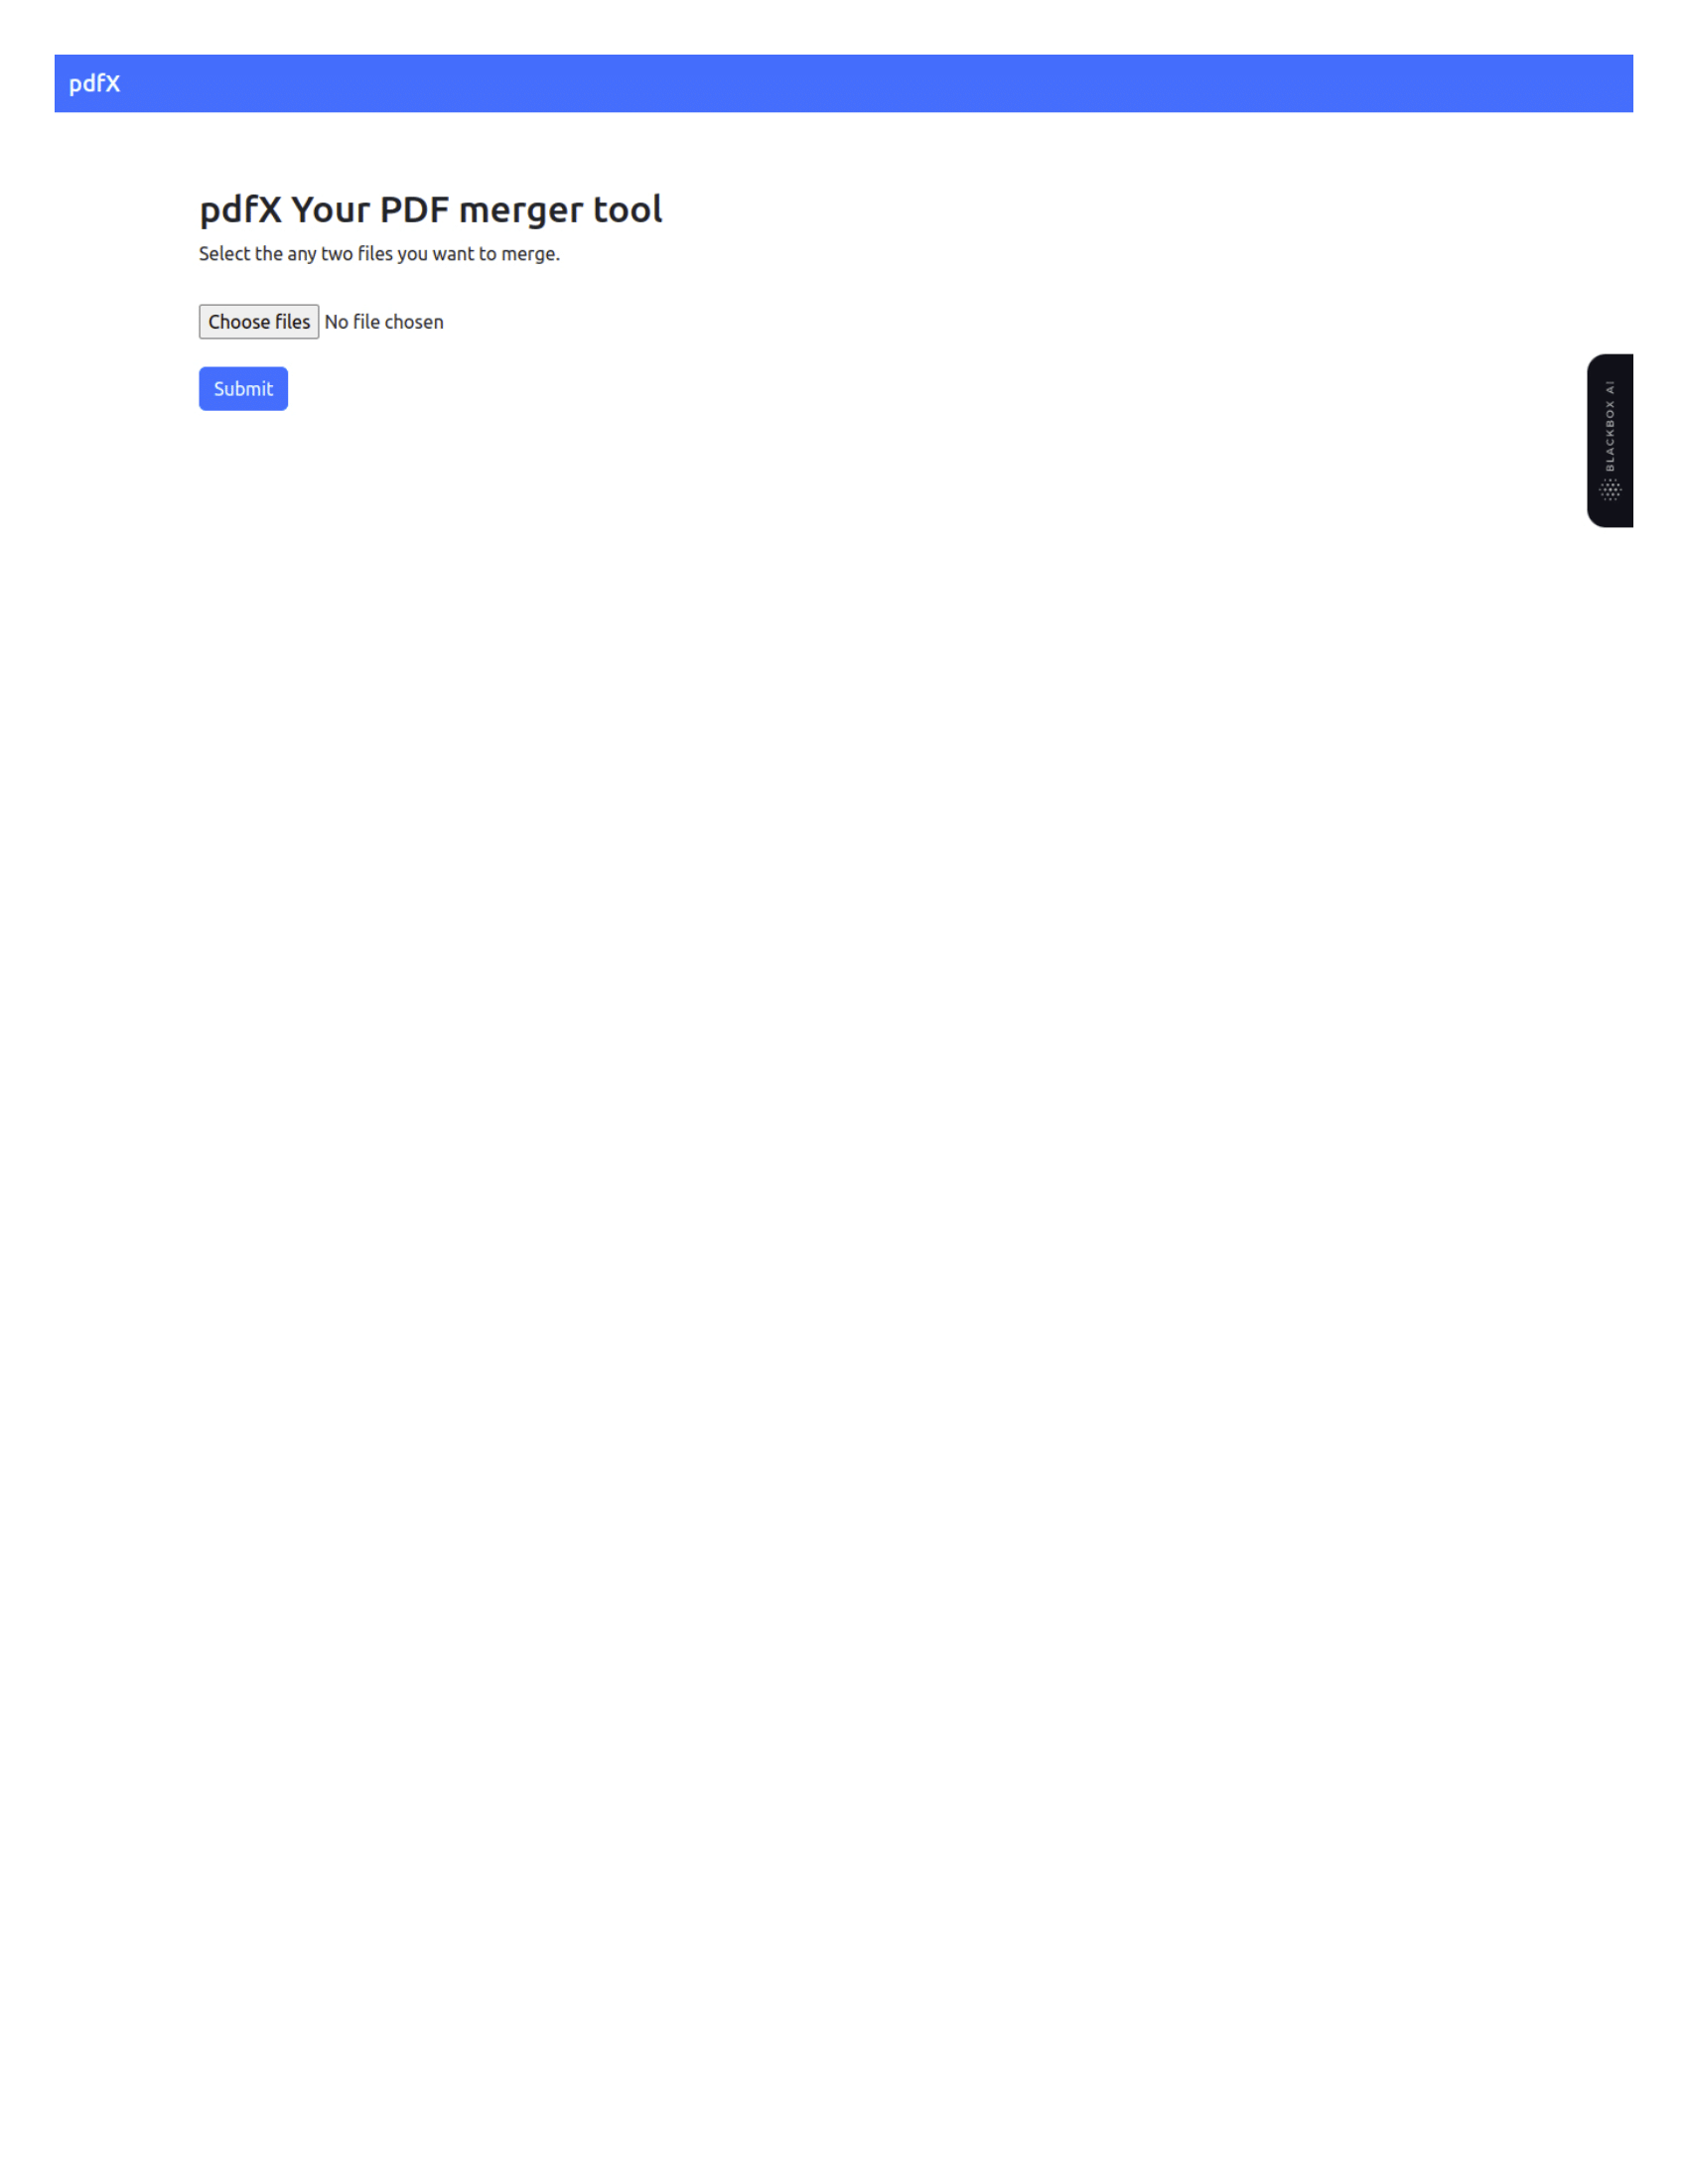 pdfX
pdfX Your PDF merger tool
Select the any two files you want to merge.
Choose files No file chosen
Submit
BLACKBOX AI